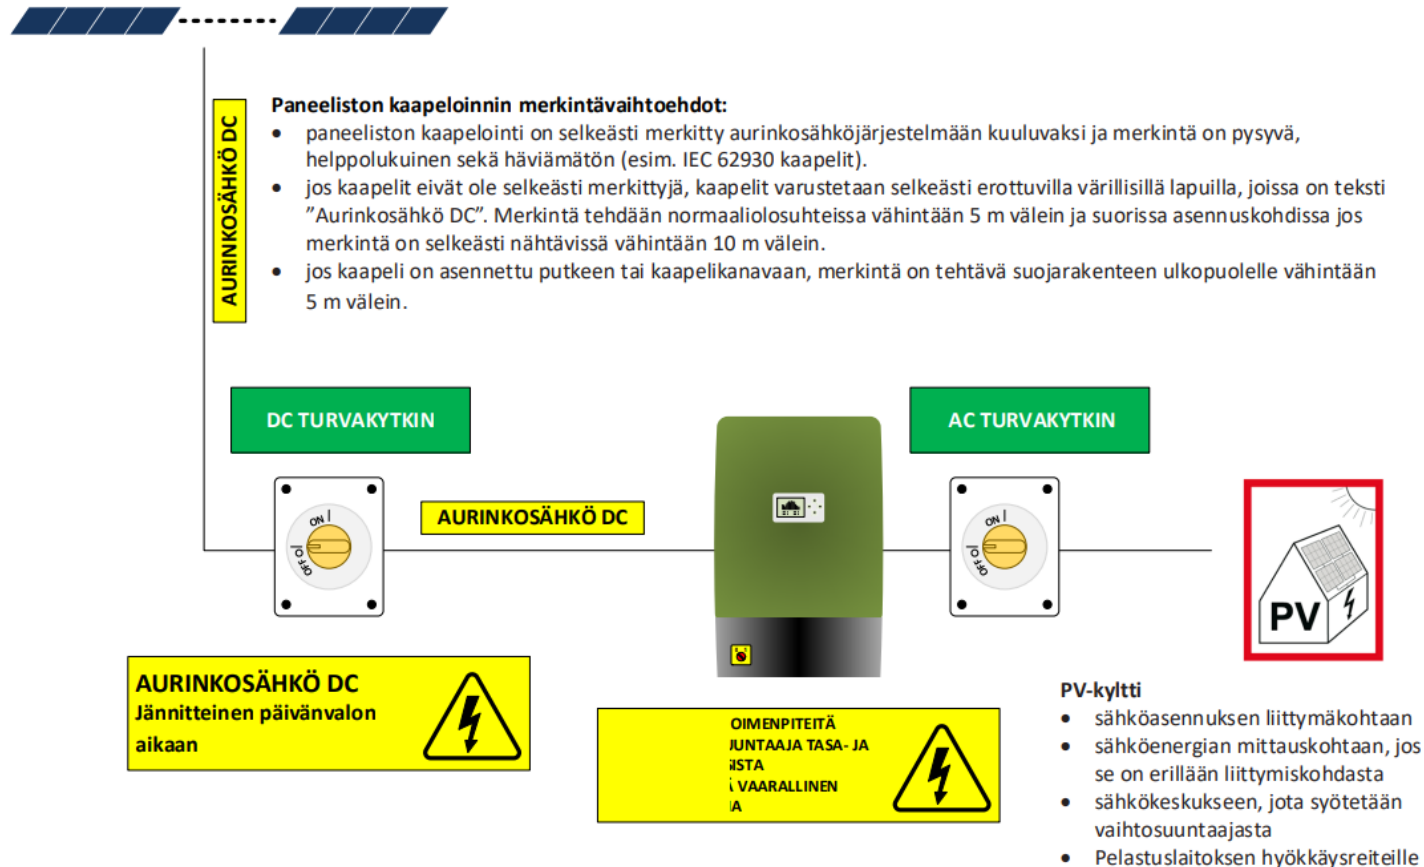 AURINKOSÄHKÖ DC
Paneeliston kaapeloinnin merkintävaihtoehdot:
• paneeliston kaapelointi on selkeästi merkitty aurinkosähköjärjestelmään kuuluvaksi ja merkintä on pysyvä,
helppolukuinen sekä häviämätön (esim. IEC 62930 kaapelit).
• jos kaapelit eivät ole selkeästi merkittyjä, kaapelit varustetaan selkeästi erottuvilla värillisillä lapuilla, joissa on teksti
”Aurinkosähkö DC”. Merkintä tehdään normaaliolosuhteissa vähintään 5 m välein ja suorissa asennuskohdissa jos
merkintä on selkeästi nähtävissä vähintään 10 m välein.
• jos kaapeli on asennettu putkeen tai kaapelikanavaan, merkintä on tehtävä suojarakenteen ulkopuolelle vähintään
5 m välein.
DC TURVAKYTKIN
AC TURVAKYTKIN
ON
OFF
AURINKOSÄHKÖ DC
ON
OFF
PV
AURINKOSÄHKÖ DC
Jännitteinen päivänvalon
aikaan
OIMENPITEITÄ
UUNTAAJA TASA- JA
VAARALLINEN
PV-kyltti
• sähköasennuksen liittymäkohtaan
• sähköenergian mittauskohtaan, jos
se on erillään liittymiskohdasta
• sähkökeskukseen, jota syötetään
vaihtosuuntaajasta
• Pelastuslaitoksen hyökkäysreiteille